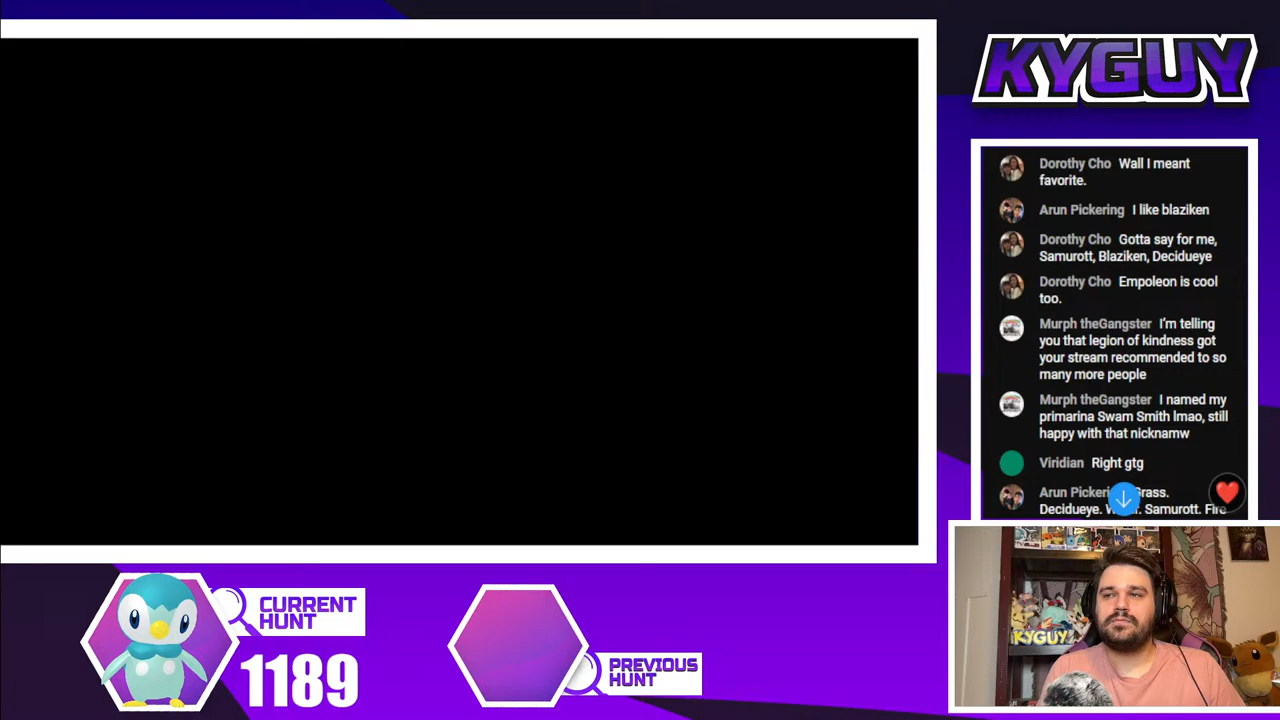 KYGUY
Dorothy Cho Wall I meant
favorite.
Arun Pickering I like blaziken
Dorothy Cho Gotta say for me,
Samurott, Blaziken, Decidueye
Dorothy Cho Empoleon is cool
too.
Murph theGangster I'm telling
you that legion of kindness got
your stream recommended to so
many more people
Murph theGangster I named my
primarina Swam Smith lmao, still
happy with that nicknamw
Viridian Right gtg
Arun Grass.
Decidueye. Samurott. Fire
KYGUY
CURRENT
HUNT
1189
PREVIOUS
HUNT